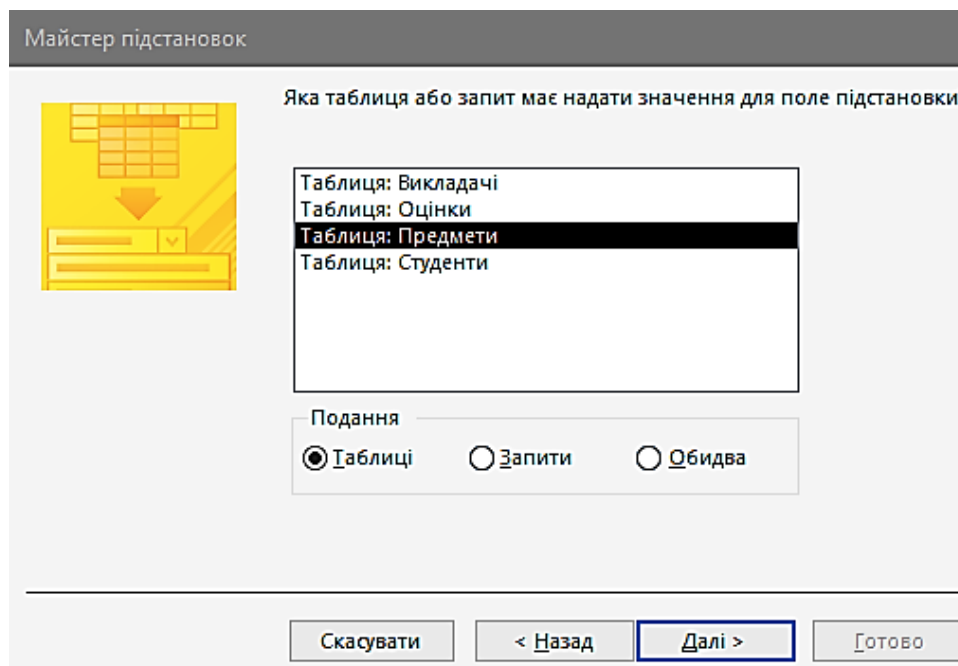 Майстер підстановок
Яка таблиця або запит має надати значення для поле підстановки
Таблиця: Викладачі
Таблиця: Оцінки
Таблиця: Предмети
Таблиця: Студенти
Подання
Таблиці Запити Обидва
Скасувати < Назад Далі > Готово